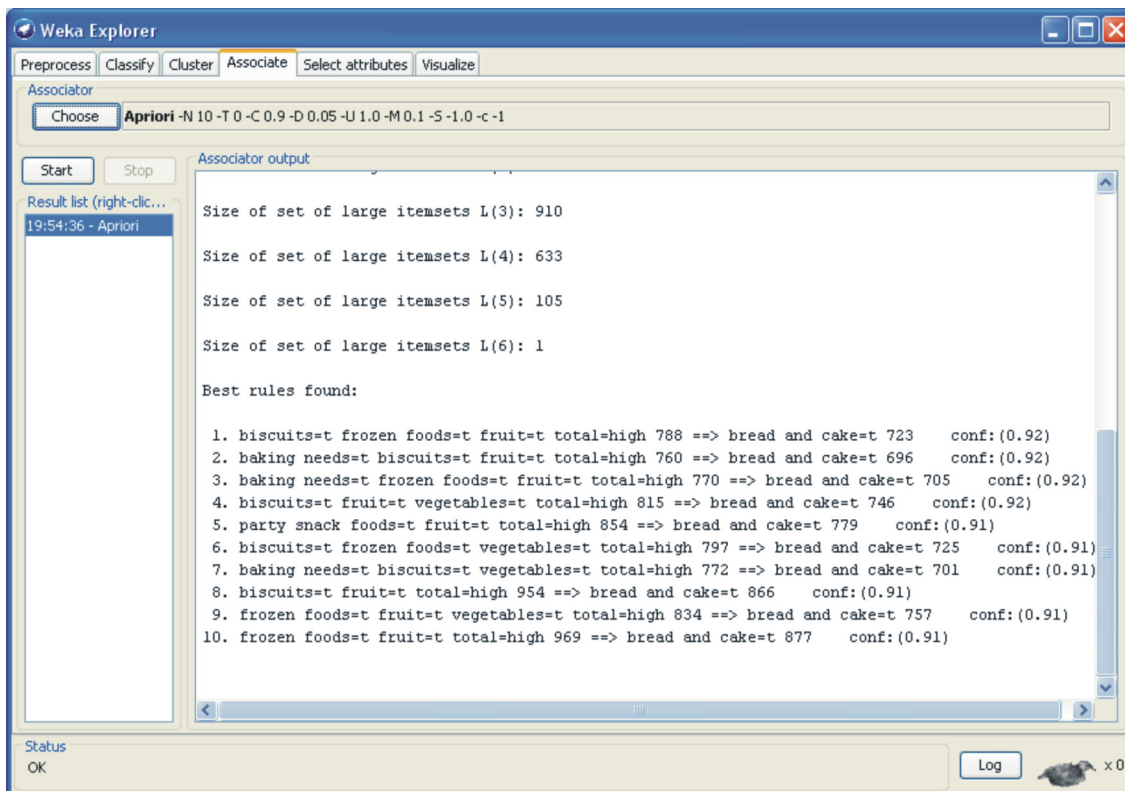 Weka Explorer
Preprocess Classify Cluster Associate Select attributes Visualize
Associator
Choose Apriori -N 10 -T 0 -C 0.9 -D 0.05 -U 1.0 -M 0.1 -S -1.0 -c -1
Start Stop
Result list (right-clic...
19:54:36 - Apriori
Associator output
Size of set of large itemsets L(3): 910
Size of set of large itemsets L(4): 633
Size of set of large itemsets L(5): 105
Size of set of large itemsets L(6): 1
Best rules found:
1. biscuits=t frozen foods=t fruit=t total=high 788 ==> bread and cake=t 723 conf:(0.92)
2. baking needs=t biscuits=t fruit=t total=high 760 ==> bread and cake=t 696 conf:(0.92)
3. baking needs=t frozen foods=t fruit=t total=high 770 ==> bread and cake=t 705 conf:(0.92)
4. biscuits=t fruit=t vegetables=t total=high 815 ==> bread and cake=t 746 conf:(0.92)
5. party snack foods=t fruit=t total=high 854 ==> bread and cake=t 779 conf:(0.91)
6. biscuits=t frozen foods=t vegetables=t total=high 797 ==> bread and cake=t 725 conf:(0.91)
7. baking needs=t biscuits=t vegetables=t total=high 772 ==> bread and cake=t 701 conf:(0.91)
8. biscuits=t fruit=t total=high 954 ==> bread and cake=t 866 conf:(0.91)
9. frozen foods=t fruit=t vegetables=t total=high 834 ==> bread and cake=t 757 conf:(0.91)
10. frozen foods=t fruit=t total=high 969 ==> bread and cake=t 877 conf:(0.91)
Status
OK
Log
x 0